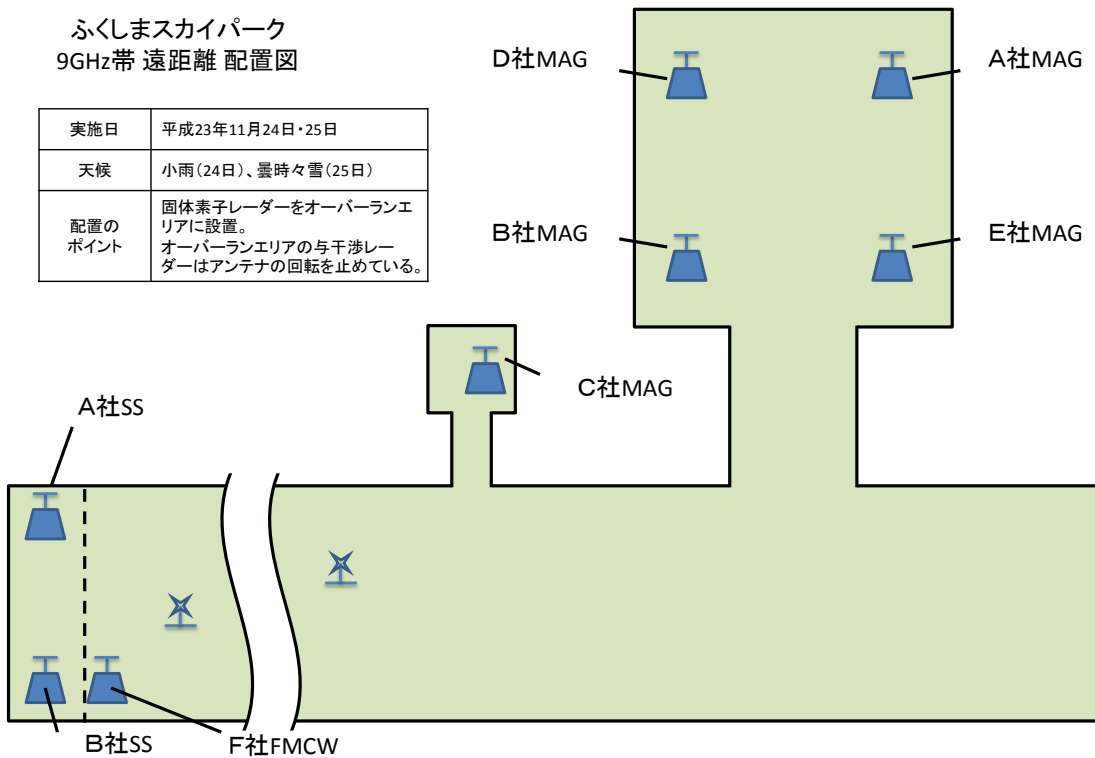 ふくしまスカイパーク
9GHz帯 遠距離 配置図
実施日 平成23年11月24日・25日
天候 小雨(24日)、曇時々雪(25日)
配置の
ポイント
固体素子レーダーをオーバーランエ
リアに設置。
オーバーランエリアの与干渉レー
ダーはアンテナの回転を止めている。
D社MAG
A社MAG
B社MAG
E社MAG
C社MAG
A社SS
B社SS
F社FMCW